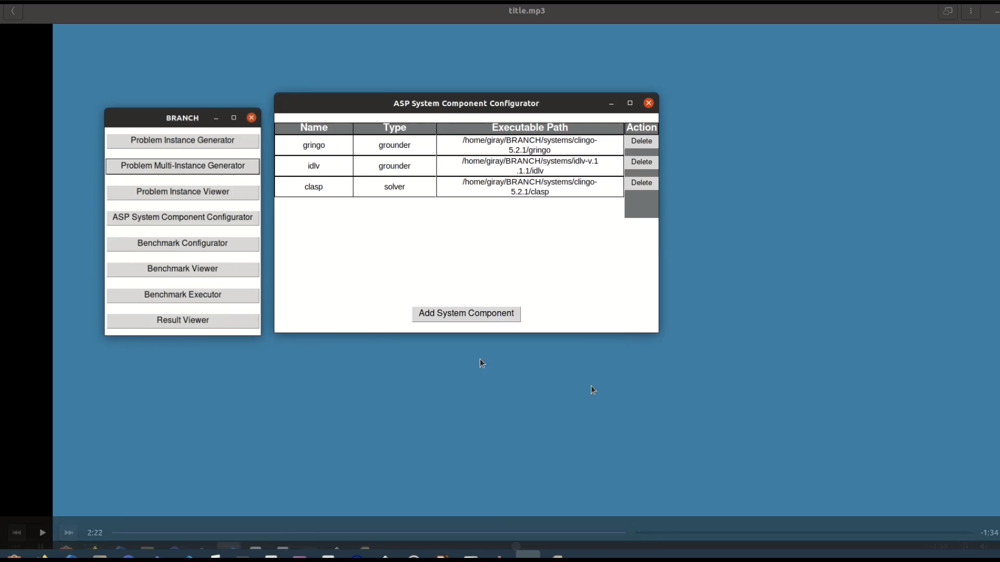 title.mp3
BRANCH
Problem Instance Generator
Problem Multi-Instance Generator
Problem Instance Viewer
ASP System Component Configurator
Benchmark Configurator
Benchmark Viewer
Benchmark Executor
Result Viewer
ASP System Component Configurator
Name Type Executable Path Action
gringo grounder /home/giray/BRANCH/systems/clingo-
5.2.1/gringo Delete
idlv grounder /home/giray/BRANCH/systems/idlv-v.1
.1.1/idlv Delete
clasp solver /home/giray/BRANCH/systems/clingo-
5.2.1/clasp Delete
Add System Component
2:22 -1:34
-1:59